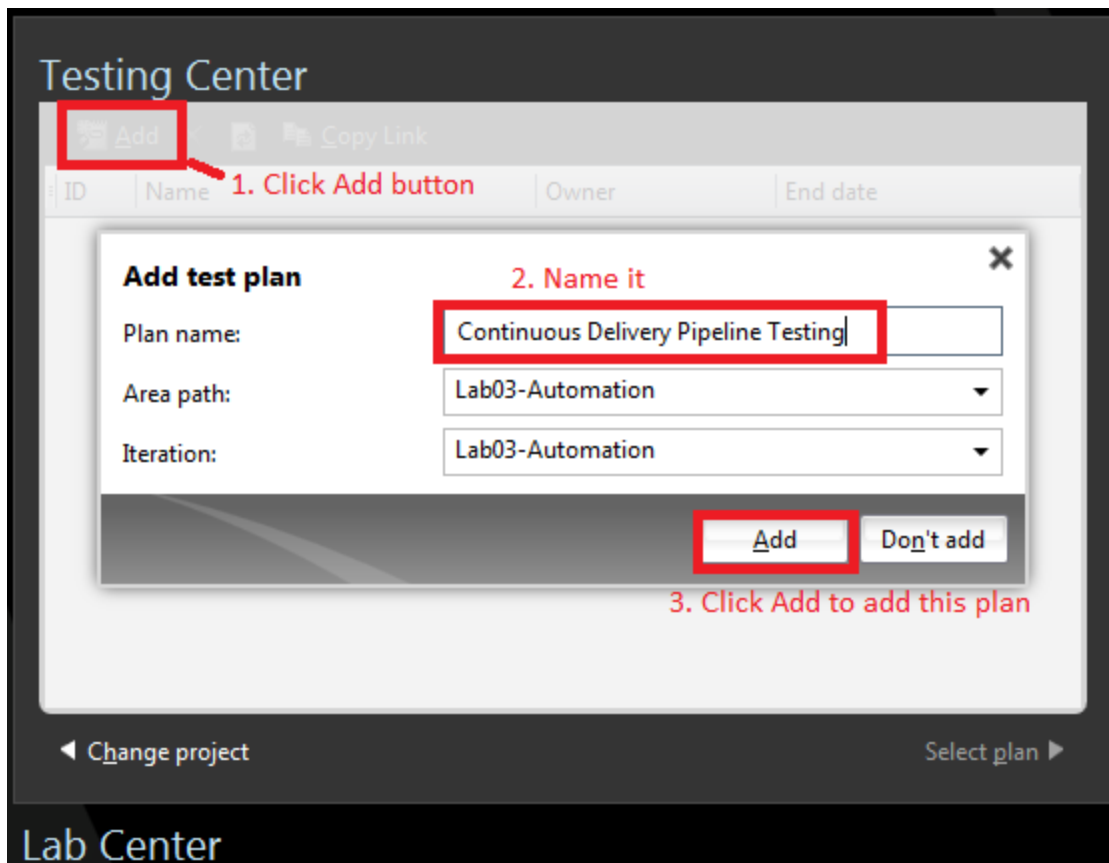 Testing Center
Add Copy Link
1. Click Add button
ID Name Owner End date
Add test plan
2. Name it
Plan name: Continuous Delivery Pipeline Testing
Area path: Lab03-Automation
Iteration: Lab03-Automation
Add Don't add
3. Click Add to add this plan
Change project Select plan
Lab Center